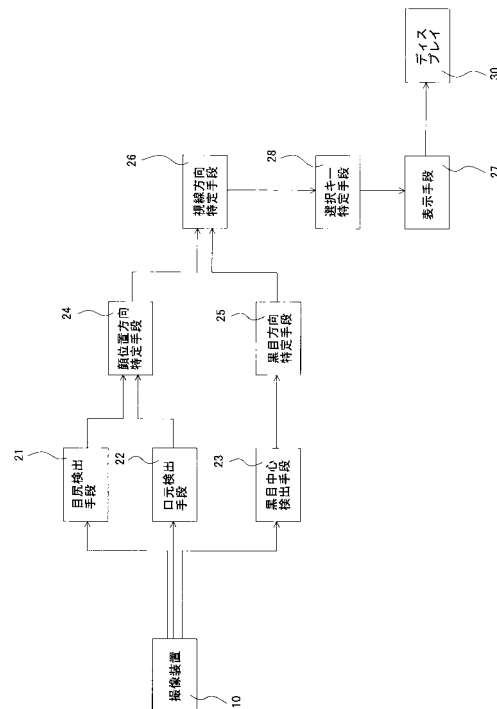 撮像装置
10
目尻検出
手段
21
口元検出
手段
22
黒目中心
検出手段
23
顔位置方向
特定手段
24
黒目方向
特定手段
25
視線方向
特定手段
26
選択キー
特定手段
28
表示手段
27
ディス
プレイ
30